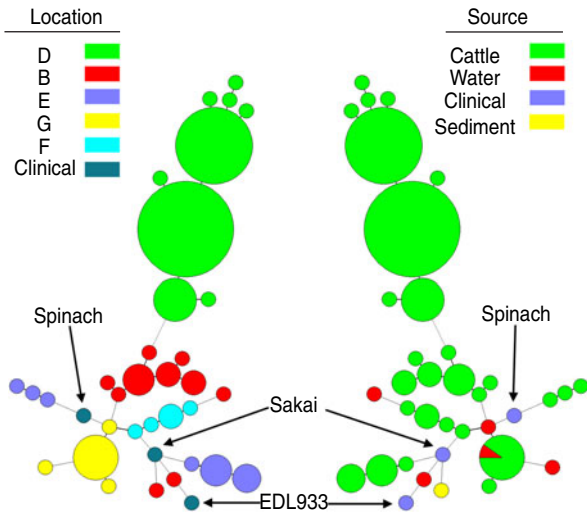 Location
D
B
E
G
F
Clinical
Source
Cattle
Water
Clinical
Sediment
Spinach
Spinach
Sakai
EDL933